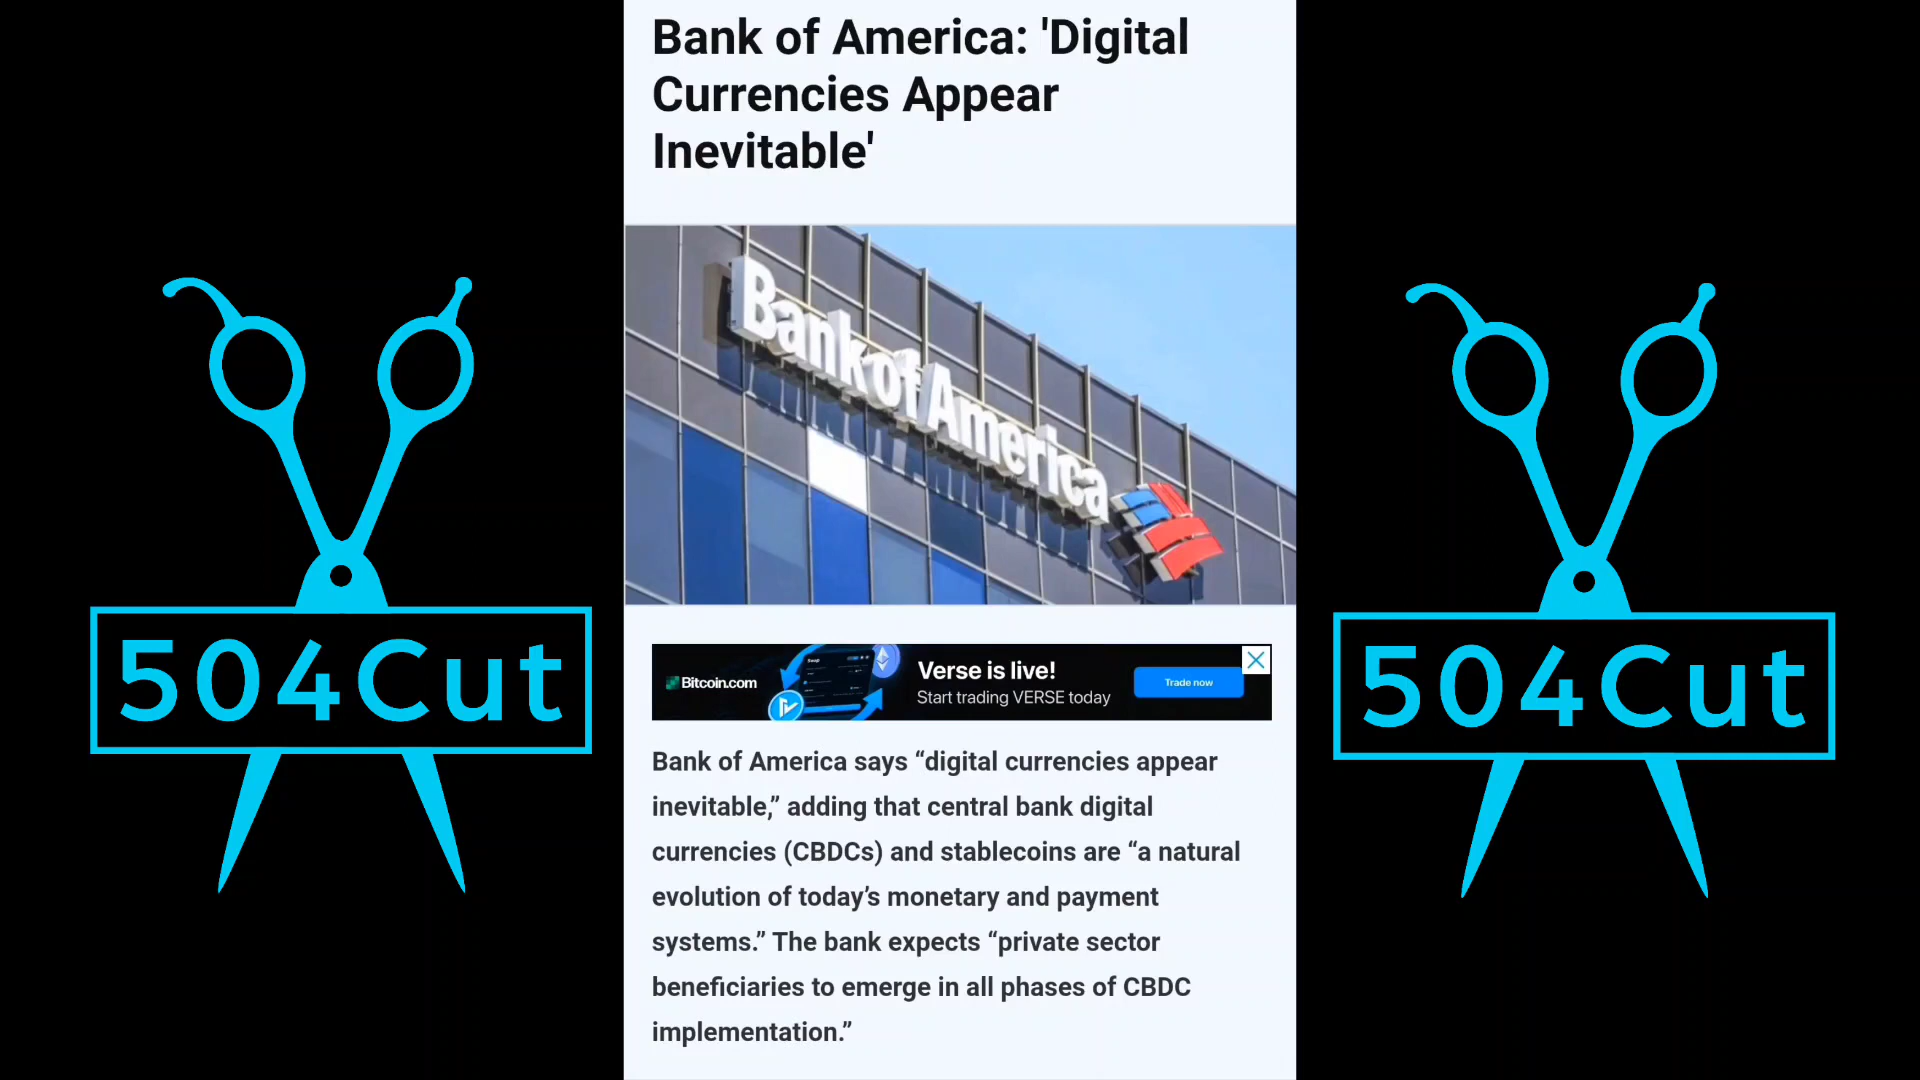 Bank of America: 'Digital
Currencies Appear
Inevitable'
Bank of America
Bitcoin.com
Verse is live!
Start trading VERSE today
Trade now
Bank of America says “digital currencies appear
inevitable,” adding that central bank digital
currencies (CBDCs) and stablecoins are “a natural
evolution of today’s monetary and payment
systems.” The bank expects “private sector
beneficiaries to emerge in all phases of CBDC
implementation.”
504Cut
504Cut